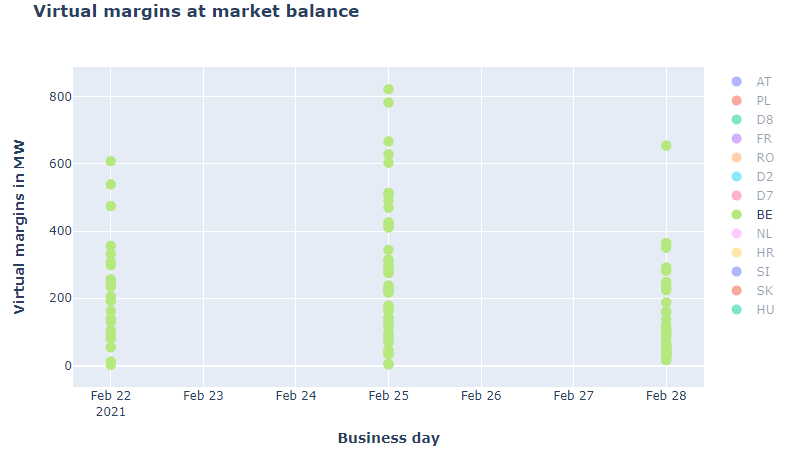 Virtual margins at market balance
Virtual margins in MW
800
600
400
200
0
Feb 22
2021
Feb 23
Feb 24
Feb 25
Feb 26
Feb 27
Feb 28
Business day
AT
PL
D8
FR
RO
D2
D7
BE
NL
HR
SI
SK
HU